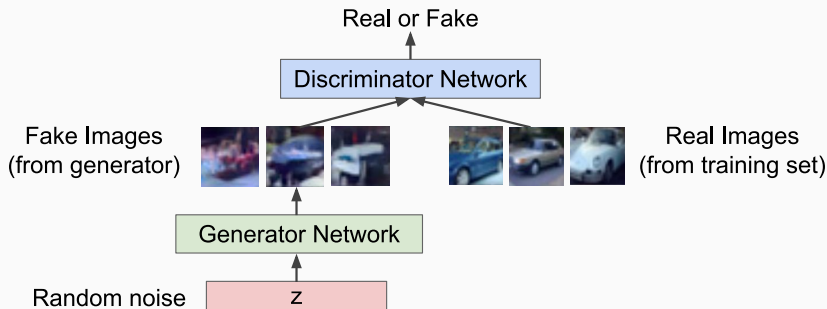 Real or Fake
Discriminator Network
Fake Images
(from generator)
Real Images
(from training set)
Generator Network
Random noise
z